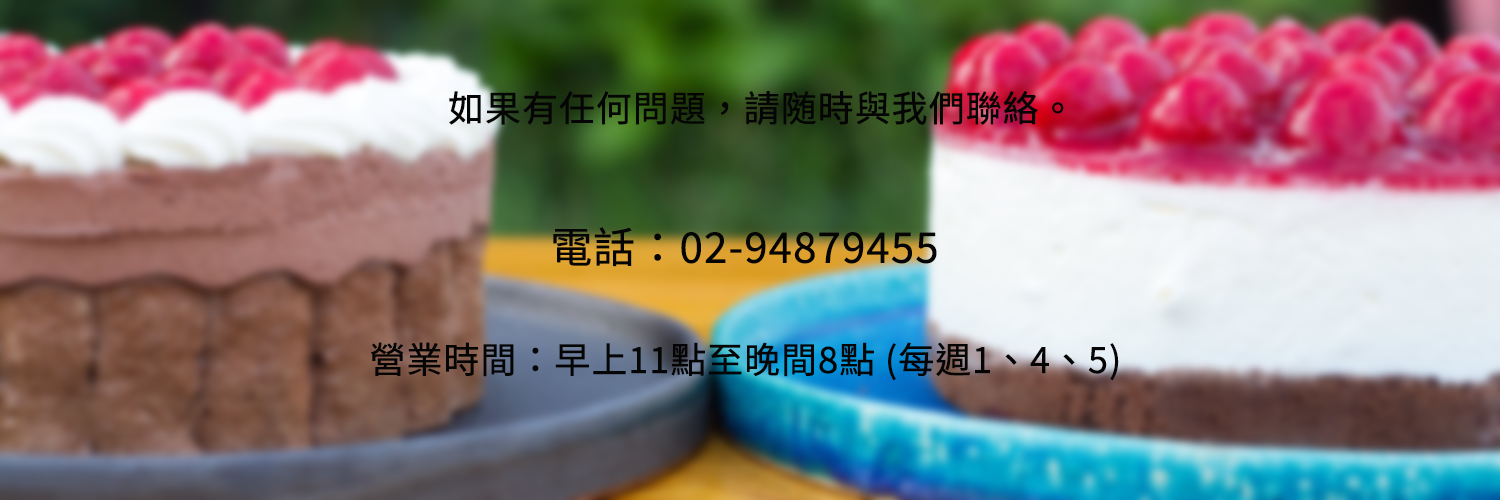 如果有任何問題，請随時與我們聯絡。
電話：02-94879455
營業時間：早上11點至晚間8點 (每週1、4、5)